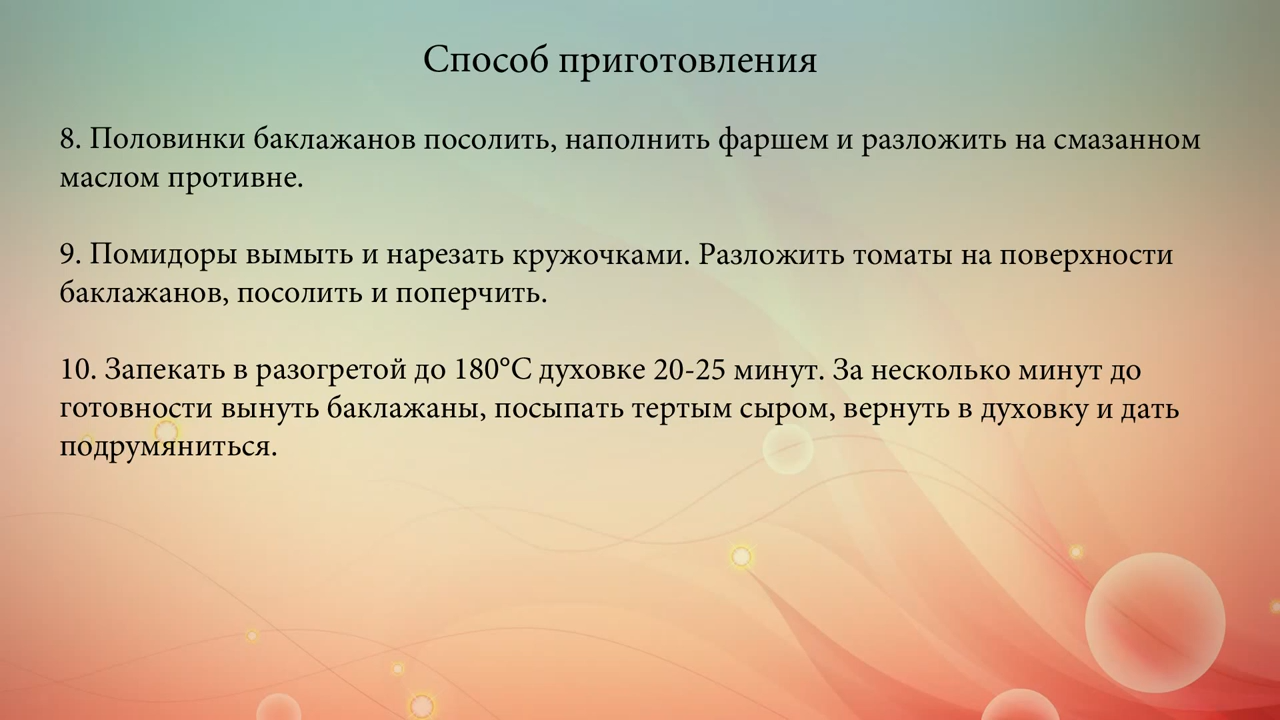 Способ приготовления
8. Половинки баклажанов посолить, наполнить фаршем и разложить на смазанном
маслом противне.
9. Помидоры вымыть и нарезать кружочками. Разложить томаты на поверхности
баклажанов, посолить и поперчить.
10. Запекать в разогретой до 180°С духовке 20-25 минут. За несколько минут до
готовности вынуть баклажаны, посыпать тертым сыром, вернуть в духовку и дать
подрумяниться.